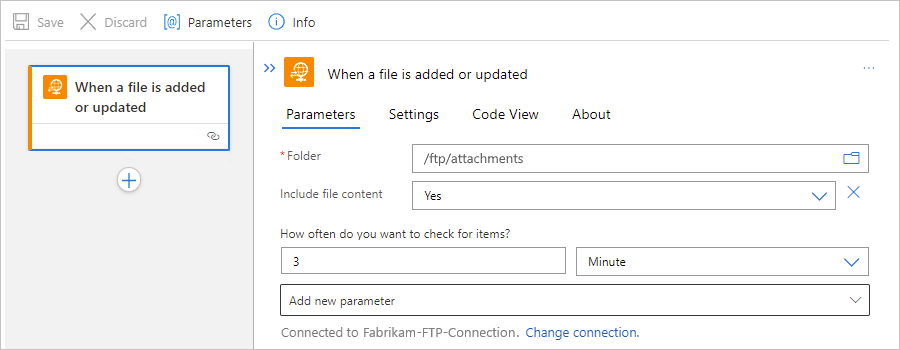 Save Discard [@] Parameters Info
When a file is added
or updated
When a file is added or updated
...
Parameters Settings Code View About
* Folder /ftp/attachments
Include file content Yes
How often do you want to check for items?
3 Minute
Add new parameter
Connected to Fabrikam-FTP-Connection. Change connection.